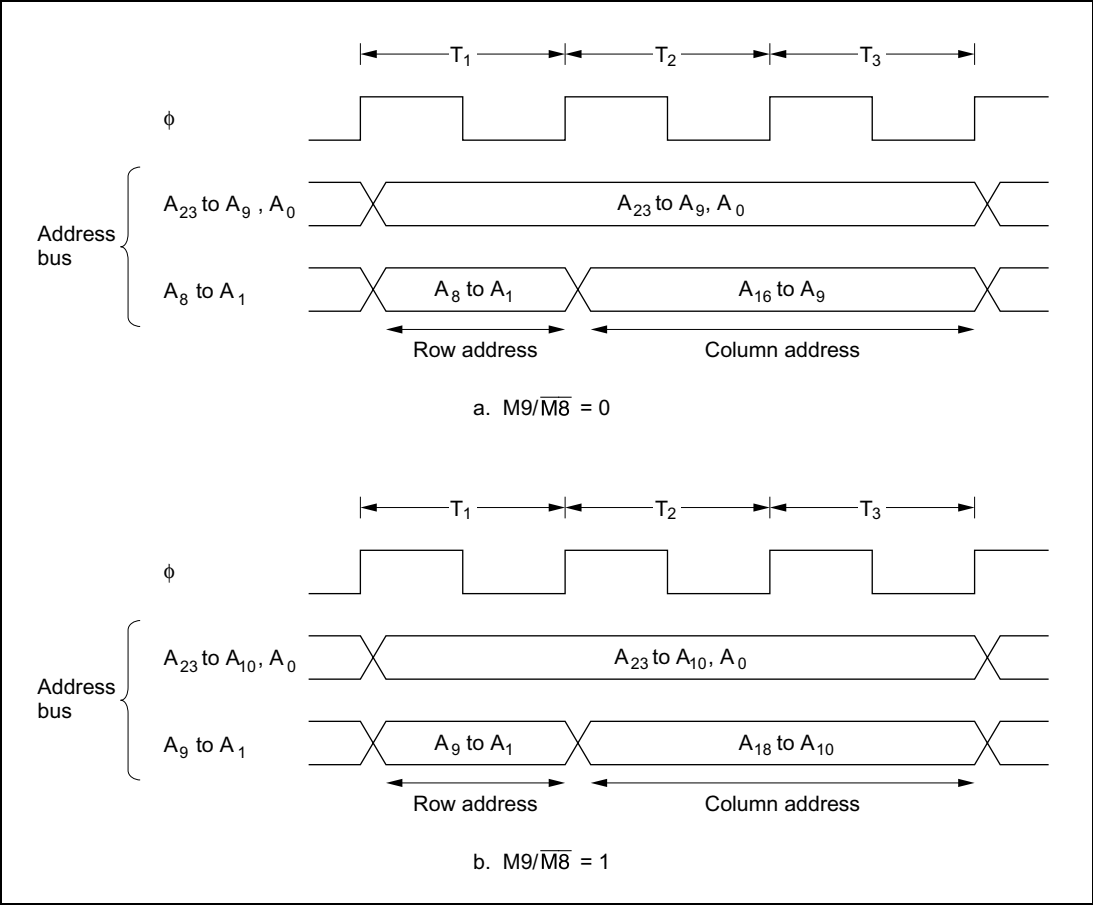 T₁ T₂ T₃
ϕ
Address bus
A₂₃ to A₉ , A₀
A₂₃ to A₉, A₀
A₈ to A₁
A₈ to A₁
A₁₆ to A₉
Row address
Column address
a. M9/M̅8̅ = 0
T₁ T₂ T₃
ϕ
Address bus
A₂₃ to A₁₀, A₀
A₂₃ to A₁₀, A₀
A₉ to A₁
A₉ to A₁
A₁₈ to A₁₀
Row address
Column address
b. M9/M̅8̅ = 1